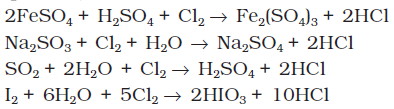 2FeSO₄ + H₂SO₄ + Cl₂ → Fe₂(SO₄)₃ + 2HCl
Na₂SO₃ + Cl₂ + H₂O → Na₂SO₄ + 2HCl
SO₂ + 2H₂O + Cl₂ → H₂SO₄ + 2HCl
I₂ + 6H₂O + 5Cl₂ → 2HIO₃ + 10HCl